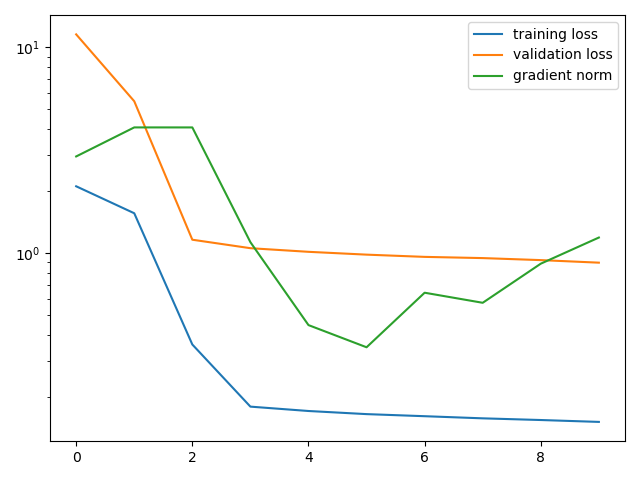 training loss
validation loss
gradient norm
10¹
10⁰
0 2 4 6 8